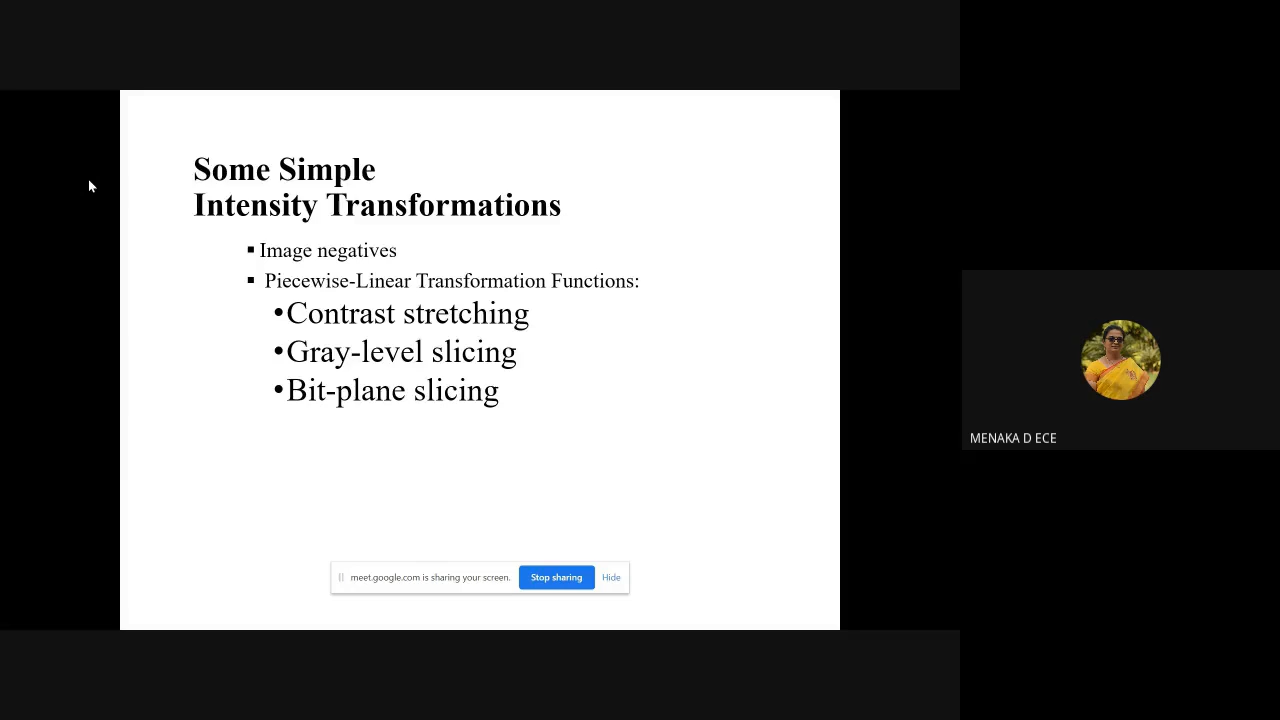 Some Simple
Intensity Transformations
▪ Image negatives
▪ Piecewise-Linear Transformation Functions:
•Contrast stretching
•Gray-level slicing
•Bit-plane slicing
MENAKA D ECE
meet.google.com is sharing your screen. Stop sharing Hide